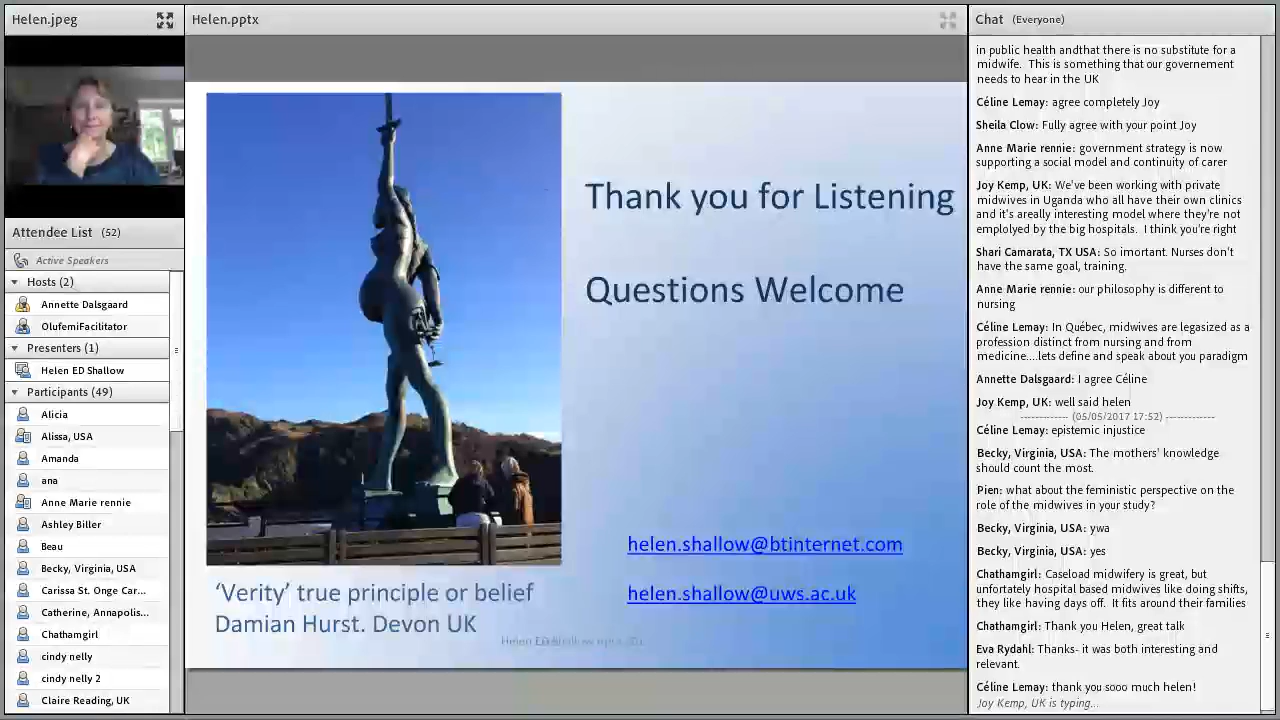 Helen.jpeg
Attendee List (52)
Active Speakers
Hosts (2)
Annette Dalsgaard
OlufemiFacilitator
Presenters (1)
Helen ED Shallow
Participants (49)
Alicia
Alissa, USA
Amanda
ana
Anne Marie rennie
Ashley Biller
Beau
Becky, Virginia, USA
Carissa St. Onge Car...
Catherine, Annapolis...
Chathamgirl
cindy nelly
cindy nelly 2
Claire Reading, UK
Helen.pptx
Thank you for Listening
Questions Welcome
helen.shallow@btinternet.com
helen.shallow@uws.ac.uk
‘Verity’ true principle or belief
Damian Hurst. Devon UK
Helen ED Shallow
Chat (Everyone)
in public health andthat there is no substitute for a
midwife. This is something that our governement
needs to hear in the UK
Céline Lemay: agree completely Joy
Sheila Clow: Fully agree with your point Joy
Anne Marie rennie: government strategy is now
supporting a social model and continuity of carer
Joy Kemp, UK: We've been working with private
midwives in Uganda who all have their own clinics
and it's areally interesting model where they're not
emplolyed by the big hospitals. I think you're right
Shari Camarata, TX USA: So imortant. Nurses don't
have the same goal, training.
Anne Marie rennie: our philosophy is different to
nursing
Céline Lemay: In Québec, midwives are legasized as a
profession distinct from nursing and from
medicine....lets define and speak about you paradigm
Annette Dalsgaard: I agree Céline
Joy Kemp, UK: well said helen
------------- (05/05/2017 17:52) -------------
Céline Lemay: epistemic injustice
Becky, Virginia, USA: The mothers' knowledge
should count the most.
Pien: what about the feministic perspective on the
role of the midwives in your study?
Becky, Virginia, USA: ywa
Becky, Virginia, USA: yes
Chathamgirl: Caseload midwifery is great, but
unfortately hospital based midwives like doing shifts,
they like having days off. It fits around their families
Chathamgirl: Thank you Helen, great talk
Eva Rydahl: Thanks- it was both interesting and
relevant.
Céline Lemay: thank you sooo much helen!
Joy Kemp, UK is typing...